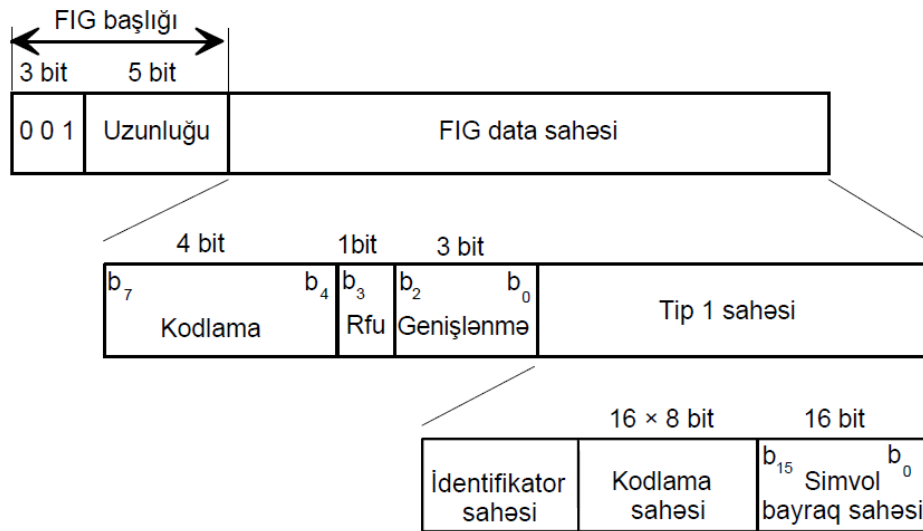 FIG başlığı
3 bit 5 bit
0 0 1 Uzunluğu FIG data sahəsi
4 bit 1bit 3 bit
b7 b4 b3 b2 b0
Kodlama Rfu Genişlənmə Tip 1 sahəsi
16 × 8 bit 16 bit
b15 b0
İdentifikator Kodlama Simvol
sahəsi sahəsi bayraq sahəsi